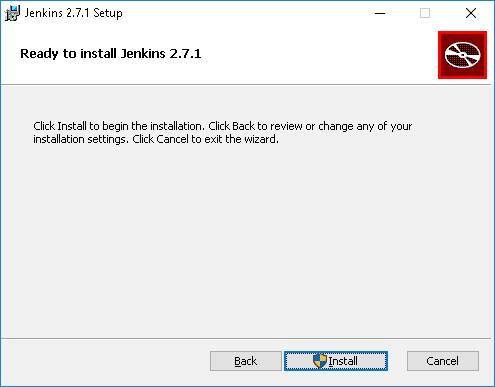 Jenkins 2.7.1 Setup
Ready to install Jenkins 2.7.1
Click Install to begin the installation. Click Back to review or change any of your
installation settings. Click Cancel to exit the wizard.
Back Install Cancel